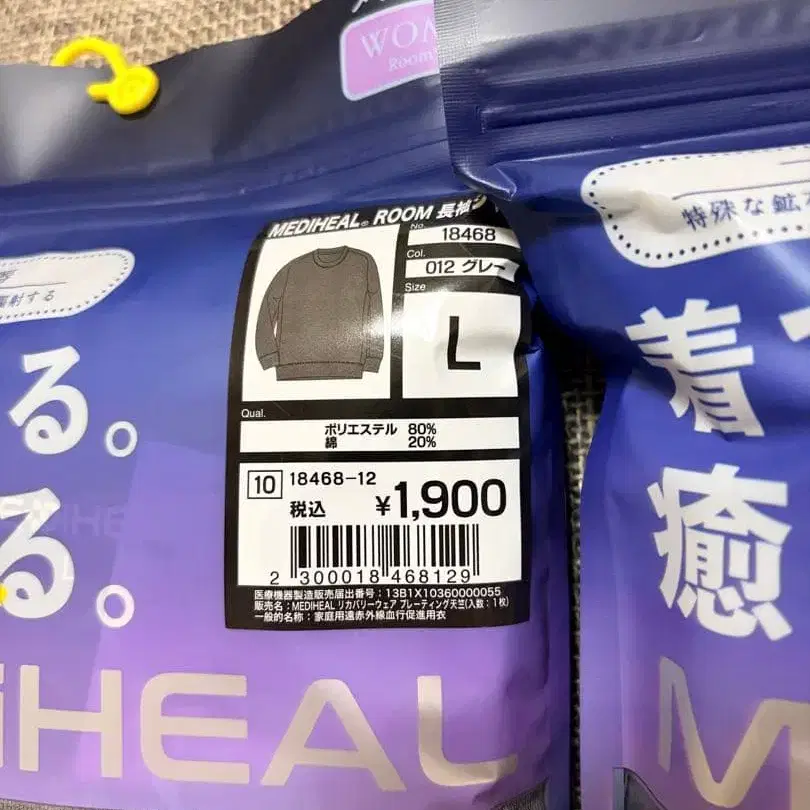 WOM
Room
特殊な鉱
射する
る。
る。
着
癒
MEDIHEAL® ROOM 長袖
No.
18468
Col.
012 グレー
Size
L
Qual.
ポリエステル 80%
綿 20%
10 18468-12
税込 ¥1,900
2 300018 468129
医療機器製造販売届出番号:13B1X10360000055
販売名:MEDIHEAL リカバリーウェア プレーティング天竺(入数:1枚)
一般的名称:家庭用遠赤外線血行促進用衣
iHEAL
M